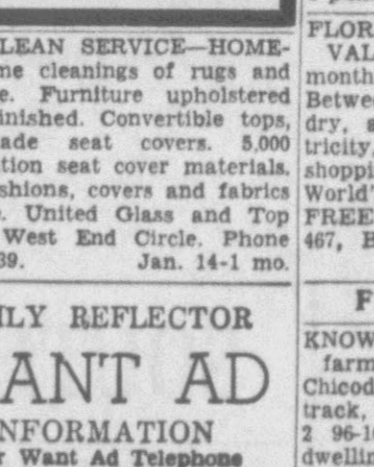 LEAN SERVICE—HOME-
me cleanings of rugs and
e. Furniture upholstered
inished. Convertible tops,
ade seat covers. 5,000
tion seat cover materials.
shions, covers and fabrics
. United Glass and Top
West End Circle. Phone
39. Jan. 14-1 mo.
ILY REFLECTOR
ANT AD
NFORMATION
r Want Ad Telephone
FLOR
VAL
month
Betwe
dry, a
tricity,
shoppi
World'
FREE
467, B
F
KNOW
farm
Chicod
track,
2 96-1
dwellin